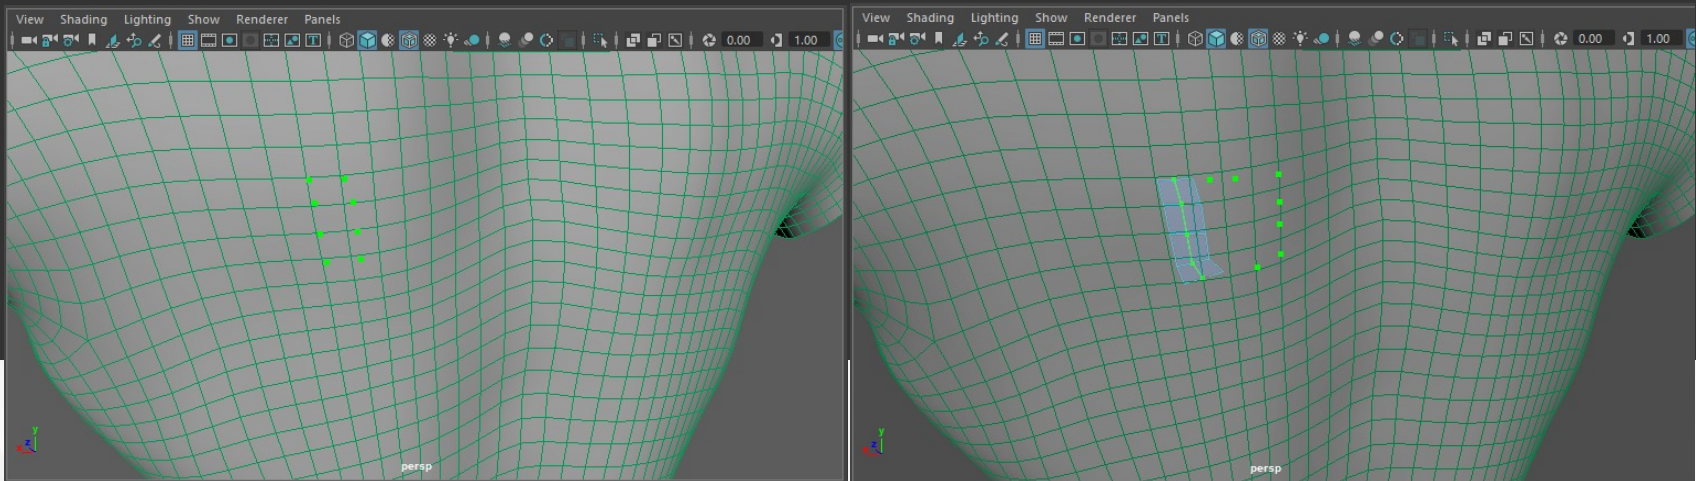 View Shading Lighting Show Renderer Panels
0.00 1.00
persp
y
z
x
View Shading Lighting Show Renderer Panels
0.00 1.00
persp
y
z
x